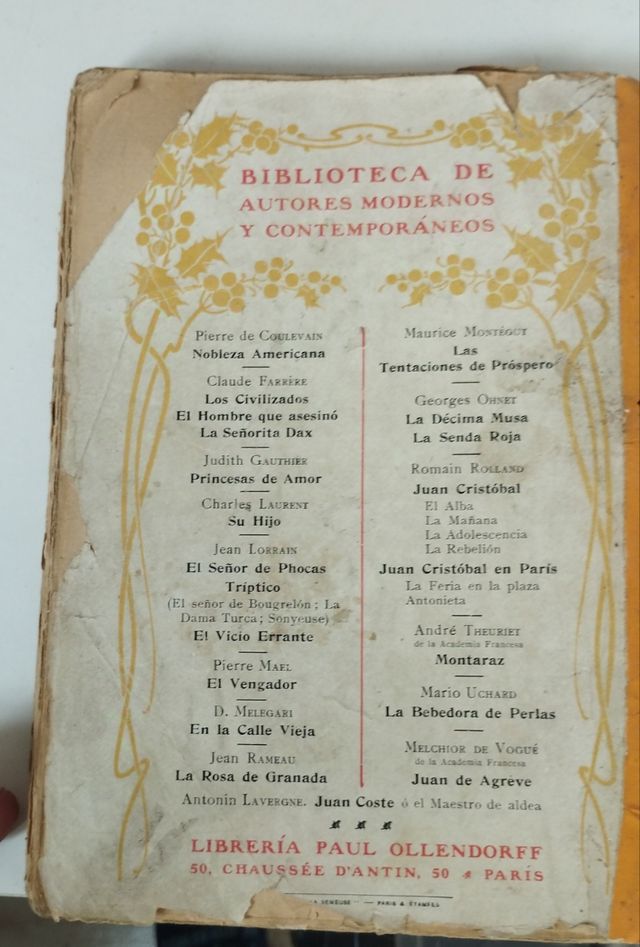 BIBLIOTECA DE
AUTORES MODERNOS
Y CONTEMPORÁNEOS
Pierre de COULEVAIN
Nobleza Americana
Claude FARRÈRE
Los Civilizados
El Hombre que asesinó
La Señorita Dax
Judith GAUTHIER
Princesas de Amor
Charles LAURENT
Su Hijo
Jean LORRAIN
El Señor de Phocas
Tríptico
(El señor de Bougrelón; La
Dama Turca; Sonyeuse)
El Vicio Errante
Pierre MAEL
El Vengador
D. MELEGARI
En la Calle Vieja
Jean RAMEAU
La Rosa de Granada
Maurice MONTÉGUT
Las
Tentaciones de Próspero
Georges OHNET
La Décima Musa
La Senda Roja
Romain ROLLAND
Juan Cristóbal
El Alba
La Mañana
La Adolescencia
La Rebelión
Juan Cristóbal en París
La Feria en la plaza
Antonieta
André THEURIET
de la Academia Francesa
Montaraz
Mario UCHARD
La Bebedora de Perlas
MELCHIOR DE VOGUÉ
de la Academia Francesa
Juan de Agrève
Antonin LAVERGNE. Juan Coste ó el Maestro de aldea
LIBRERÍA PAUL OLLENDORFF
50, CHAUSSÉE D'ANTIN, 50 PARÍS
SEMEUSE" — PARIS & ÉTAMPES